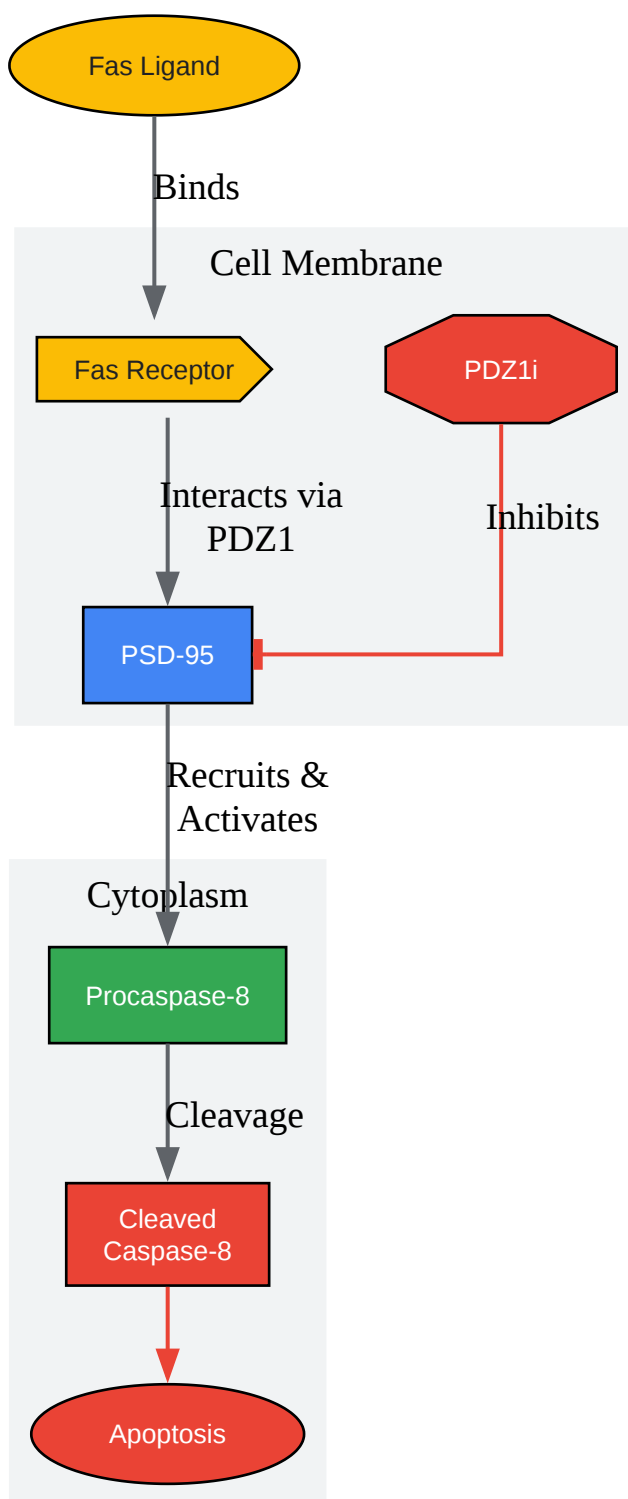 Fas Ligand
Binds
Cell Membrane
Fas Receptor
PDZ1i
Interacts via
PDZ1
Inhibits
PSD-95
Recruits &
Activates
Cytoplasm
Procaspase-8
Cleavage
Cleaved
Caspase-8
Apoptosis